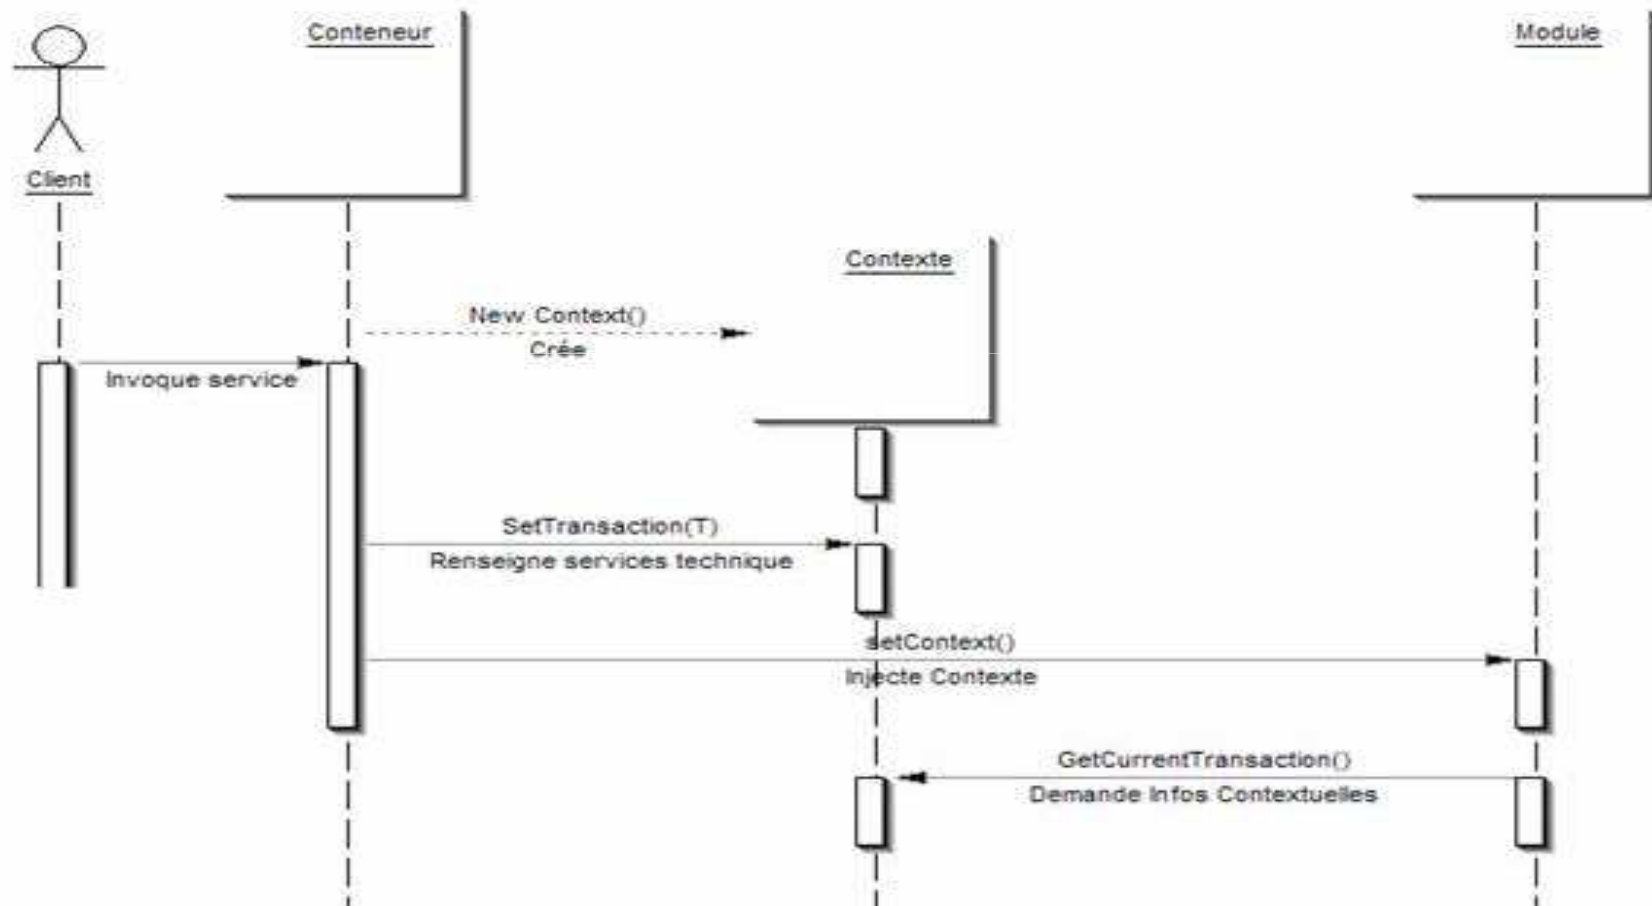 Conteneur
Module
Client
Contexte
New Context()
Crée
Invoque service
SetTransaction(T)
Renseigne services technique
setContext()
Injecte Contexte
GetCurrentTransaction()
Demande Infos Contextuelles